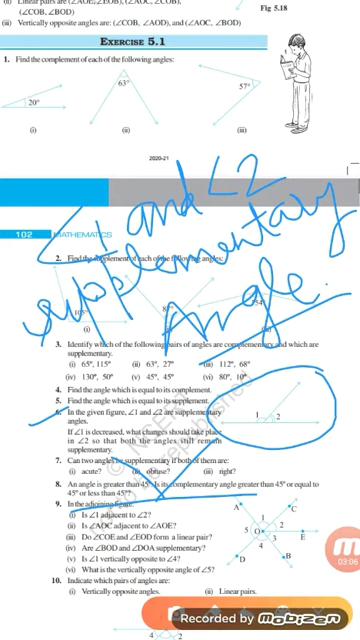 (ii) Linear pairs are (∠AOE, ∠EOB), (∠AOC, ∠COB),
(∠COB, ∠BOD)
(iii) Vertically opposite angles are: (∠COB, ∠AOD), and (∠AOC, ∠BOD)
Fig 5.18
EXERCISE 5.1
1. Find the complement of each of the following angles:
20° 63° 57°
(i) (ii) (iii)
2020-21
∠1 and ∠2
supplementary
Angle.
102 MATHEMATICS
2. Find the supplement of each of the following angles:
105°
154°
(i)
3. Identify which of the following pairs of angles are complementary and which are
supplementary.
(i) 65°, 115° (ii) 63°, 27° (iii) 112°, 68°
(iv) 130°, 50° (v) 45°, 45° (vi) 80°, 10°
4. Find the angle which is equal to its complement.
5. Find the angle which is equal to its supplement.
6. In the given figure, ∠1 and ∠2 are supplementary
angles.
If ∠1 is decreased, what changes should take place
in ∠2 so that both the angles still remain
supplementary.
1 2
7. Can two angles be supplementary if both of them are:
(i) acute? (ii) obtuse? (iii) right?
8. An angle is greater than 45°. Is its complementary angle greater than 45° or equal to
45° or less than 45°?
9. In the adjoining figure:
(i) Is ∠1 adjacent to ∠2?
(ii) Is ∠AOC adjacent to ∠AOE?
(iii) Do ∠COE and ∠EOD form a linear pair?
(iv) Are ∠BOD and ∠DOA supplementary?
(v) Is ∠1 vertically opposite to ∠4?
(vi) What is the vertically opposite angle of ∠5?
A C
1
5 O 2
3 E
4
D B
10. Indicate which pairs of angles are:
(i) Vertically opposite angles. (ii) Linear pairs.
03:06
Recorded by MOBIZEN
4 2